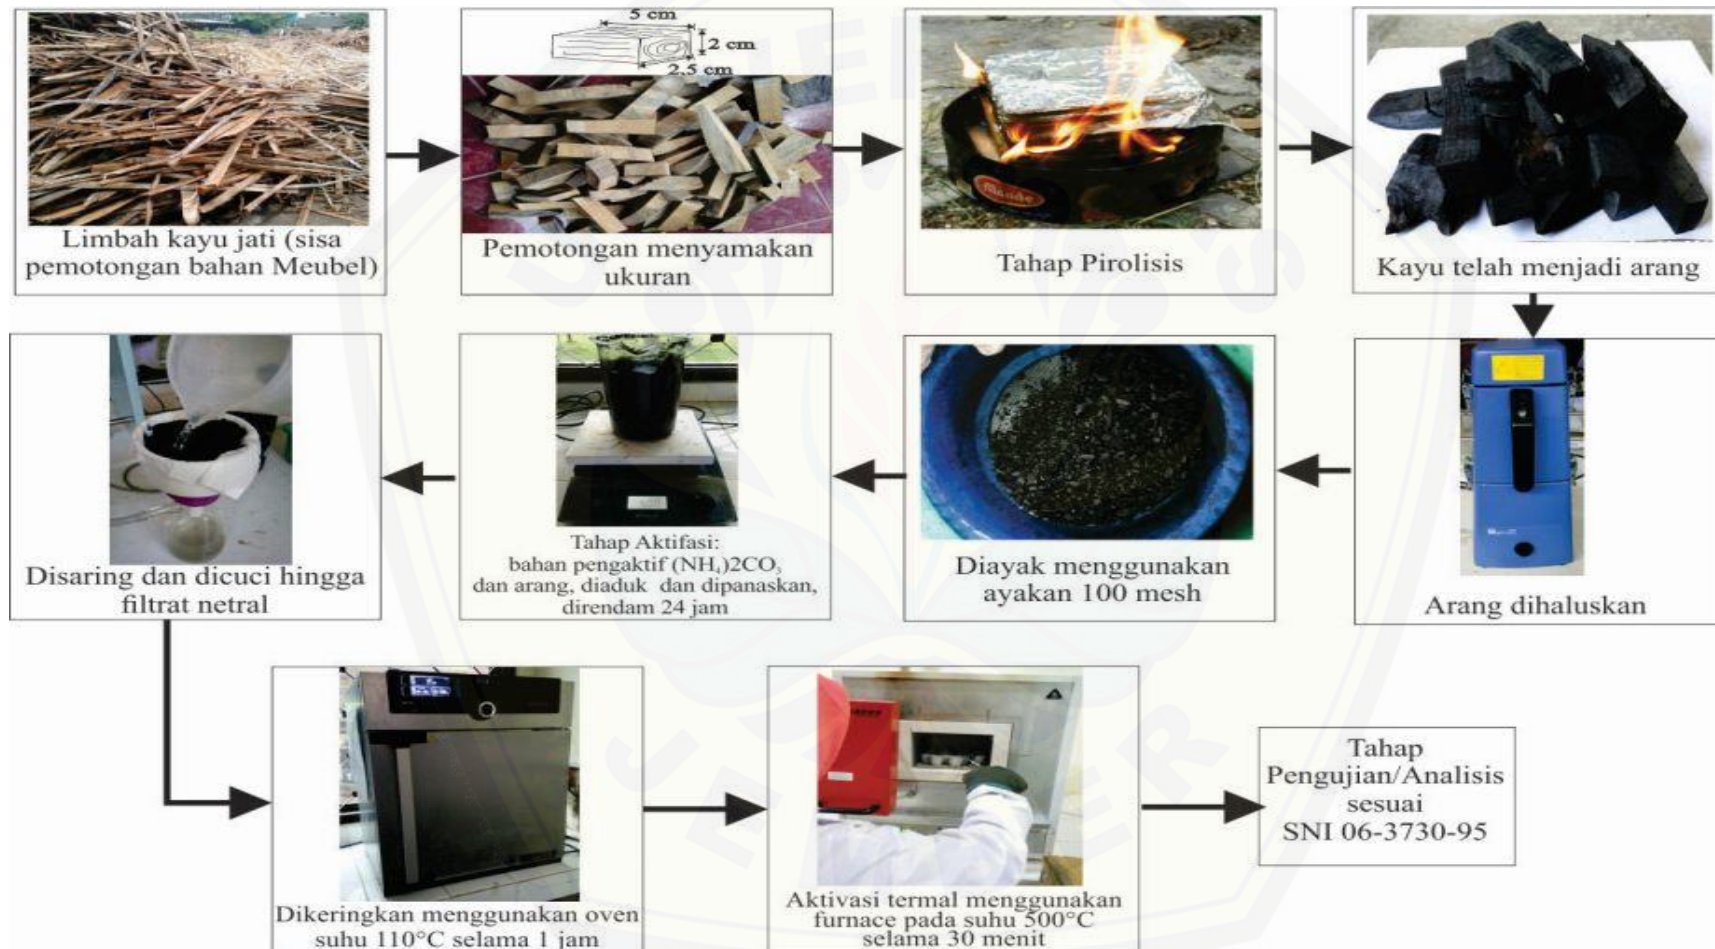 5 cm
2 cm
2,5 cm
Limbah kayu jati (sisa
pemotongan bahan Meubel)
Pemotongan menyamakan
ukuran
Maude
Tahap Pirolisis
Kayu telah menjadi arang
Arang dihaluskan
Diayak menggunakan
ayakan 100 mesh
Tahap Aktifasi:
bahan pengaktif (NH₄)2CO₃
dan arang, diaduk dan dipanaskan,
direndam 24 jam
Disaring dan dicuci hingga
filtrat netral
Dikeringkan menggunakan oven
suhu 110°C selama 1 jam
Aktivasi termal menggunakan
furnace pada suhu 500°C
selama 30 menit
Tahap
Pengujian/Analisis
sesuai
SNI 06-3730-95
JEMBER